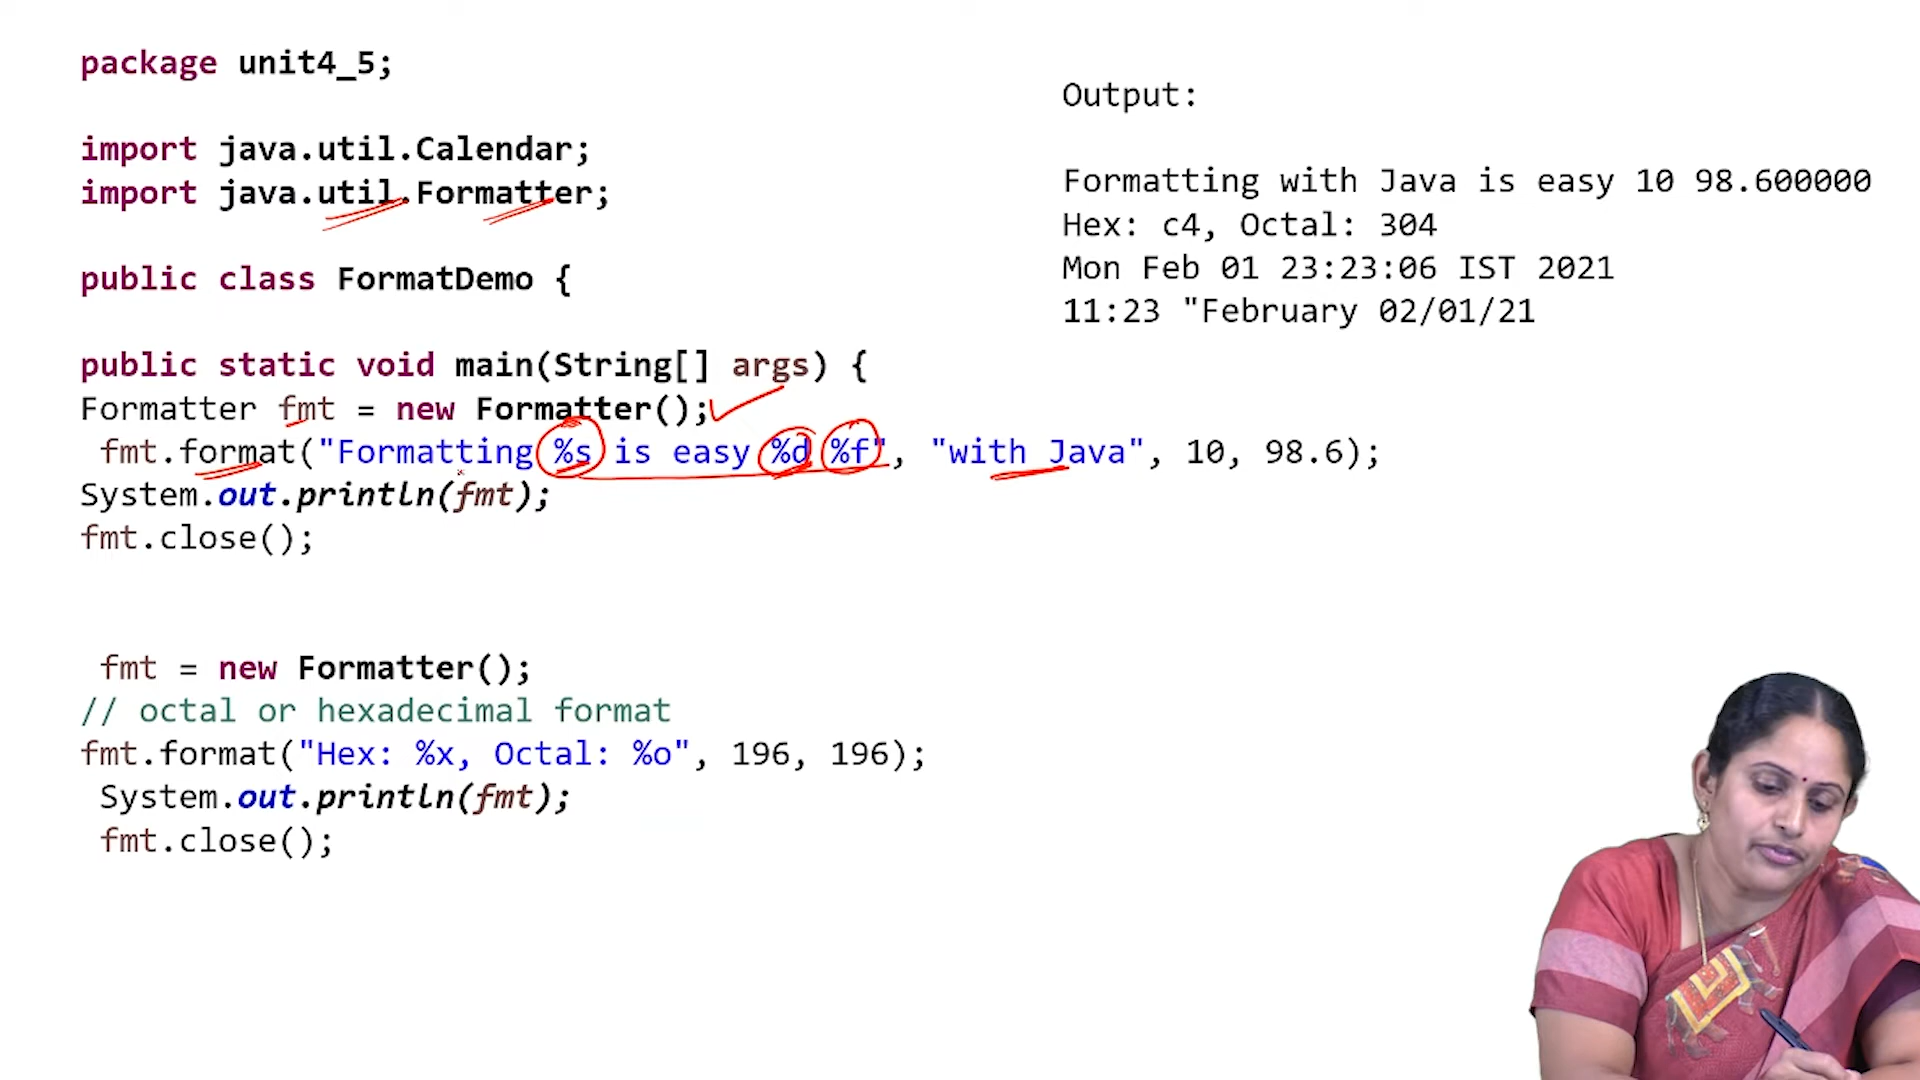 package unit4_5;
import java.util.Calendar;
import java.util.Formatter;
public class FormatDemo {
public static void main(String[] args) {
Formatter fmt = new Formatter();
fmt.format("Formatting %s is easy %d %f", "with Java", 10, 98.6);
System.out.println(fmt);
fmt.close();
fmt = new Formatter();
// octal or hexadecimal format
fmt.format("Hex: %x, Octal: %o", 196, 196);
System.out.println(fmt);
fmt.close();
Output:
Formatting with Java is easy 10 98.600000
Hex: c4, Octal: 304
Mon Feb 01 23:23:06 IST 2021
11:23 "February 02/01/21